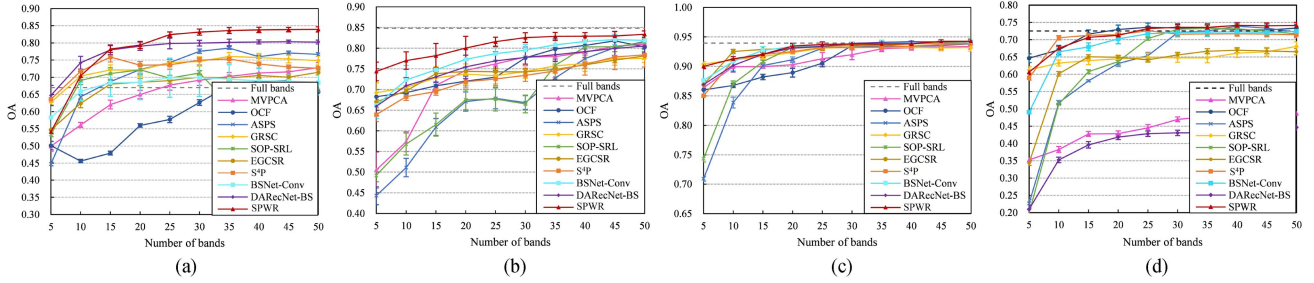 OA
0.90
0.85
0.80
0.75
0.70
0.65
0.60
0.55
0.50
0.45
0.40
0.35
0.30
5 10 15 20 25 30 35 40 45 50
Number of bands
Full bands
MVPCA
OCF
ASPS
GRSC
SOP-SRL
EGCSR
S⁴P
BSNet-Conv
DARecNet-BS
SPWR
(a)
OA
0.90
0.85
0.80
0.75
0.70
0.65
0.60
0.55
0.50
0.45
0.40
5 10 15 20 25 30 35 40 45 50
Number of bands
Full bands
MVPCA
OCF
ASPS
GRSC
SOP-SRL
EGCSR
S⁴P
BSNet-Conv
DARecNet-BS
SPWR
(b)
OA
1.00
0.95
0.90
0.85
0.80
0.75
0.70
0.65
5 10 15 20 25 30 35 40 45 50
Number of bands
Full bands
MVPCA
OCF
ASPS
GRSC
SOP-SRL
EGCSR
S⁴P
BSNet-Conv
DARecNet-BS
SPWR
(c)
OA
0.80
0.75
0.70
0.65
0.60
0.55
0.50
0.45
0.40
0.35
0.30
0.25
0.20
5 10 15 20 25 30 35 40 45 50
Number of bands
Full bands
MVPCA
OCF
ASPS
GRSC
SOP-SRL
EGCSR
S⁴P
BSNet-Conv
DARecNet-BS
SPWR
(d)